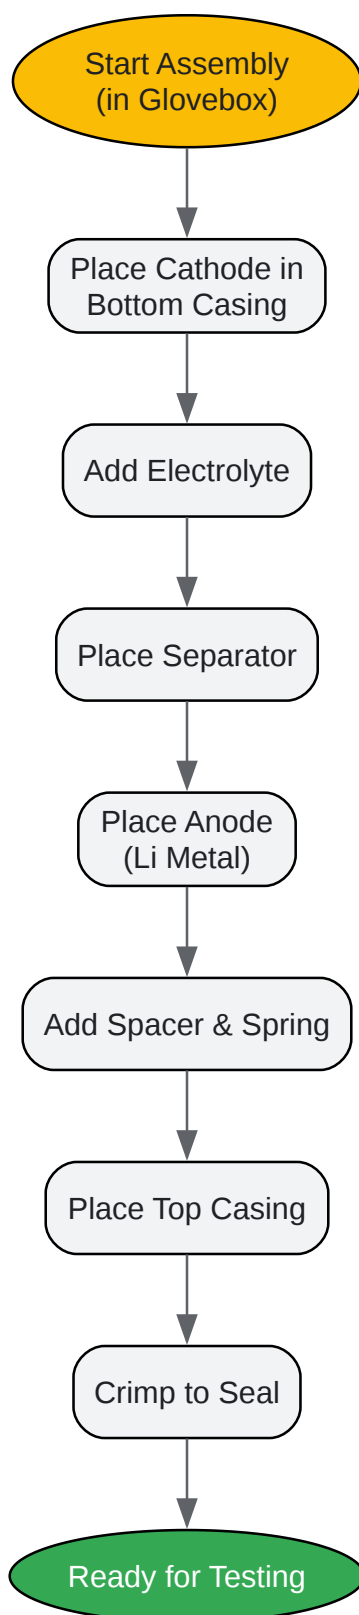 Start Assembly
(in Glovebox)
Place Cathode in
Bottom Casing
Add Electrolyte
Place Separator
Place Anode
(Li Metal)
Add Spacer & Spring
Place Top Casing
Crimp to Seal
Ready for Testing